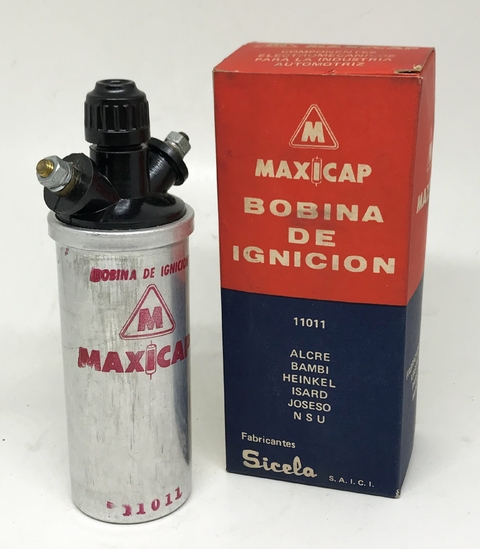 COMPONENTES
ELECTROMECANICOS
PARA LA INDUSTRIA
AUTOMOTRIZ
M
MAXICAP
BOBINA
DE
IGNICION
11011
ALCRE
BAMBI
HEINKEL
ISARD
JOSESO
N S U
Fabricantes
Sicela
S. A. I. C. I.
BOBINA DE IGNICION
M
MAXICAP
11011